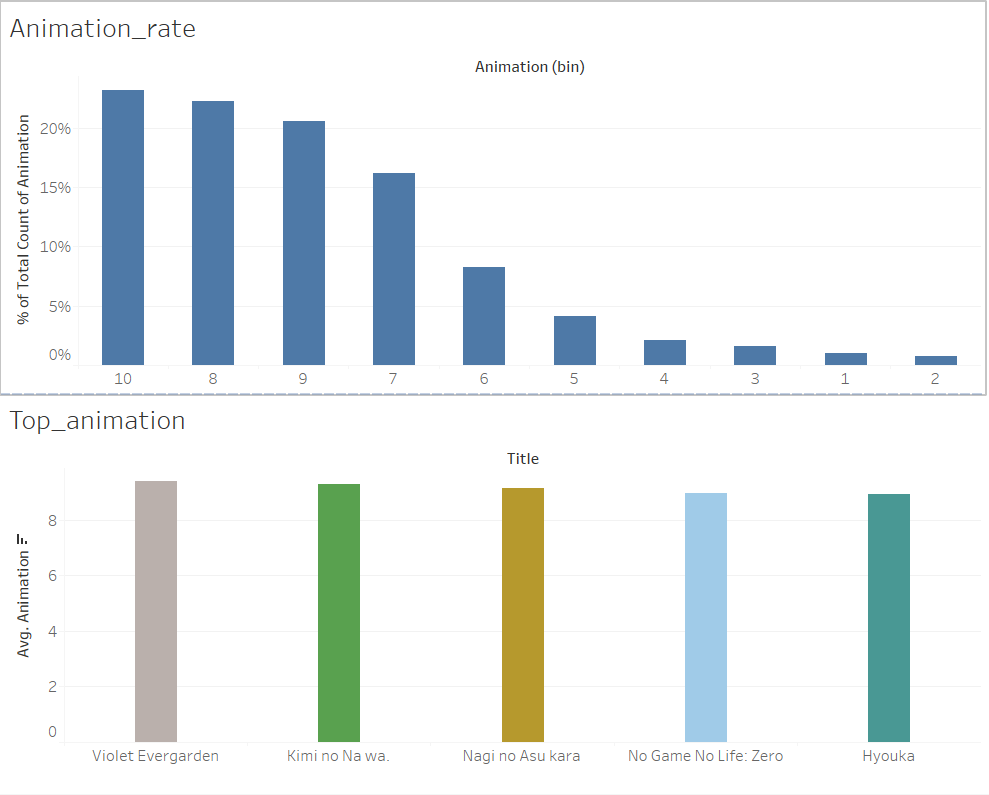 Animation_rate
Animation (bin)
% of Total Count of Animation
20%
15%
10%
5%
0%
10 8 9 7 6 5 4 3 1 2
Top_animation
Title
Avg. Animation
8
6
4
2
0
Violet Evergarden Kimi no Na wa. Nagi no Asu kara No Game No Life: Zero Hyouka